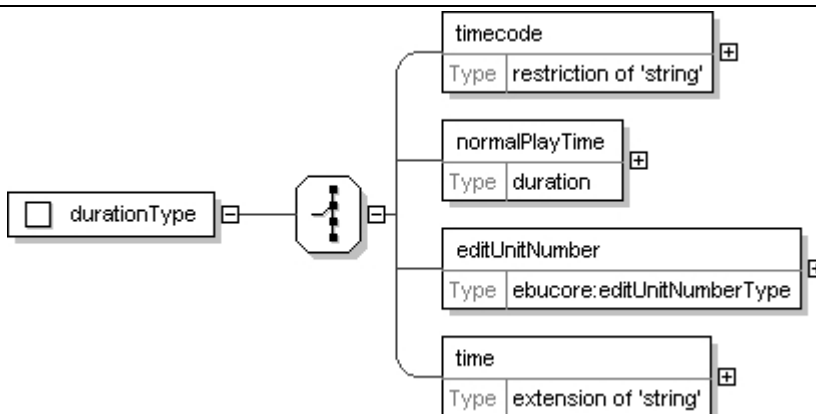 timecode
Type restriction of 'string'
normalPlayTime
Type duration
durationType
editUnitNumber
Type ebucore:editUnitNumberType
time
Type extension of 'string'